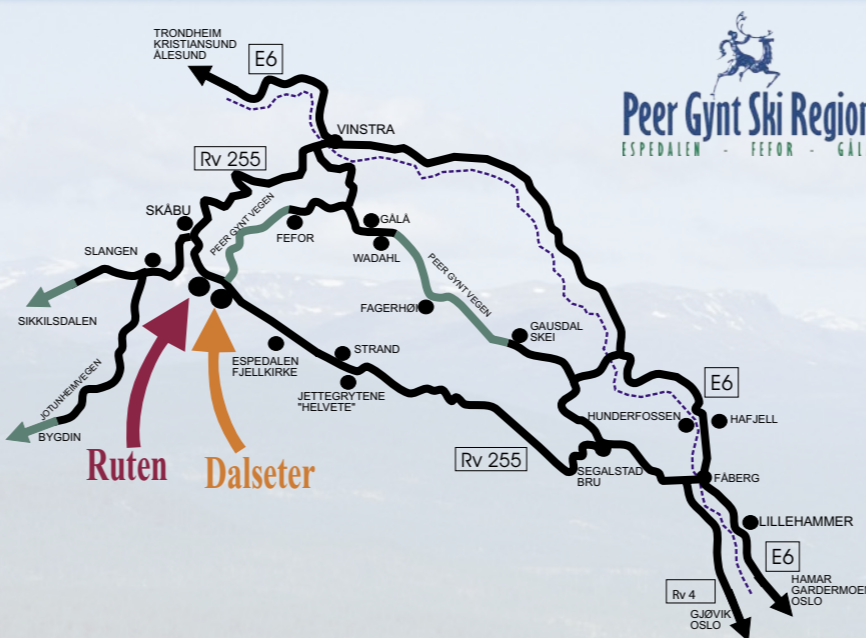 TRONDHEIM
KRISTIANSUND
ÅLESUND
E6
Peer Gynt Ski Region
ESPEDALEN - FEFOR - GÅL
VINSTRA
Rv 255
SKÅBU
PEER GYNT VEGEN
GÅLÅ
FEFOR
WADAHL
SLANGEN
PEER GYNT VEGEN
SIKKILSDALEN
FAGERHØI
GAUSDAL
SKEI
ESPEDALEN
FJELLKIRKE
STRAND
JETTEGRYTENE
"HELVETE"
JOTUNHEIMVEGEN
BYGDIN
E6
HUNDERFOSSEN
HAFJELL
Ruten
Dalseter
Rv 255
SEGALSTAD
BRU
FÅBERG
LILLEHAMMER
E6
Rv 4
HAMAR
GARDERMOEN
OSLO
GJØVIK
OSLO